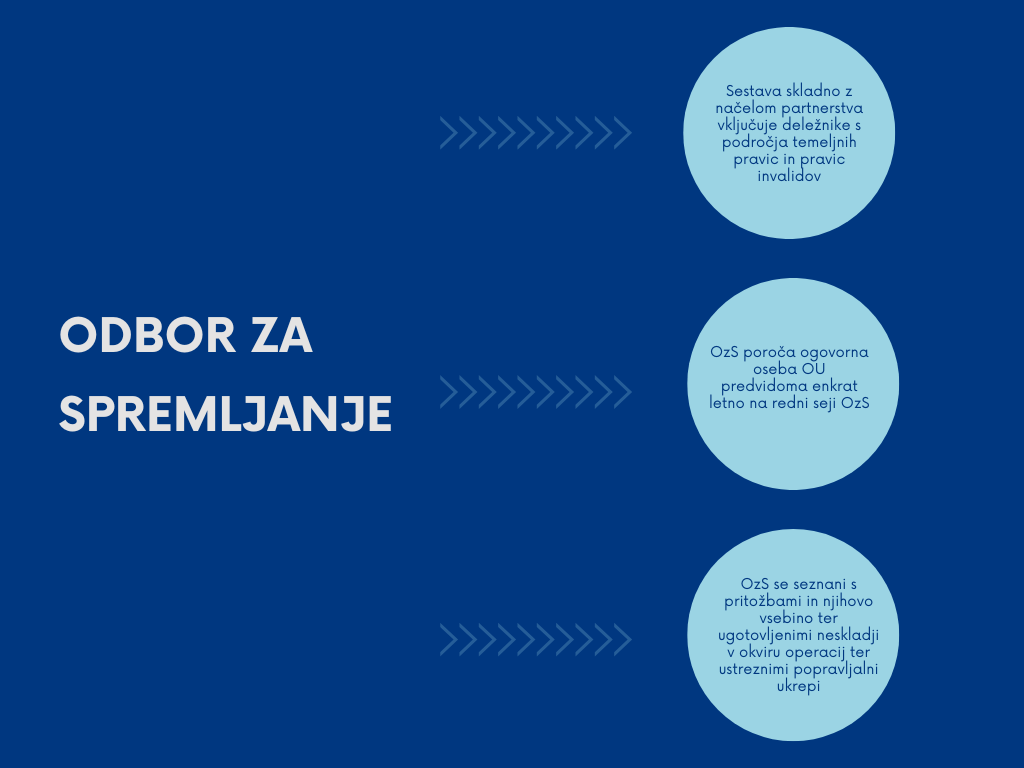 ODBOR ZA
SPREMLJANJE
Sestava skladno z
načelom partnerstva
vključuje deležnike s
področja temeljnih
pravic in pravic
invalidov
OzS poroča ogovorna
oseba OU
predvidoma enkrat
letno na redni seji OzS
OzS se seznani s
pritožbami in njihovo
vsebino ter
ugotovljenimi neskladji
v okviru operacij ter
ustreznimi popravljalni
ukrepi